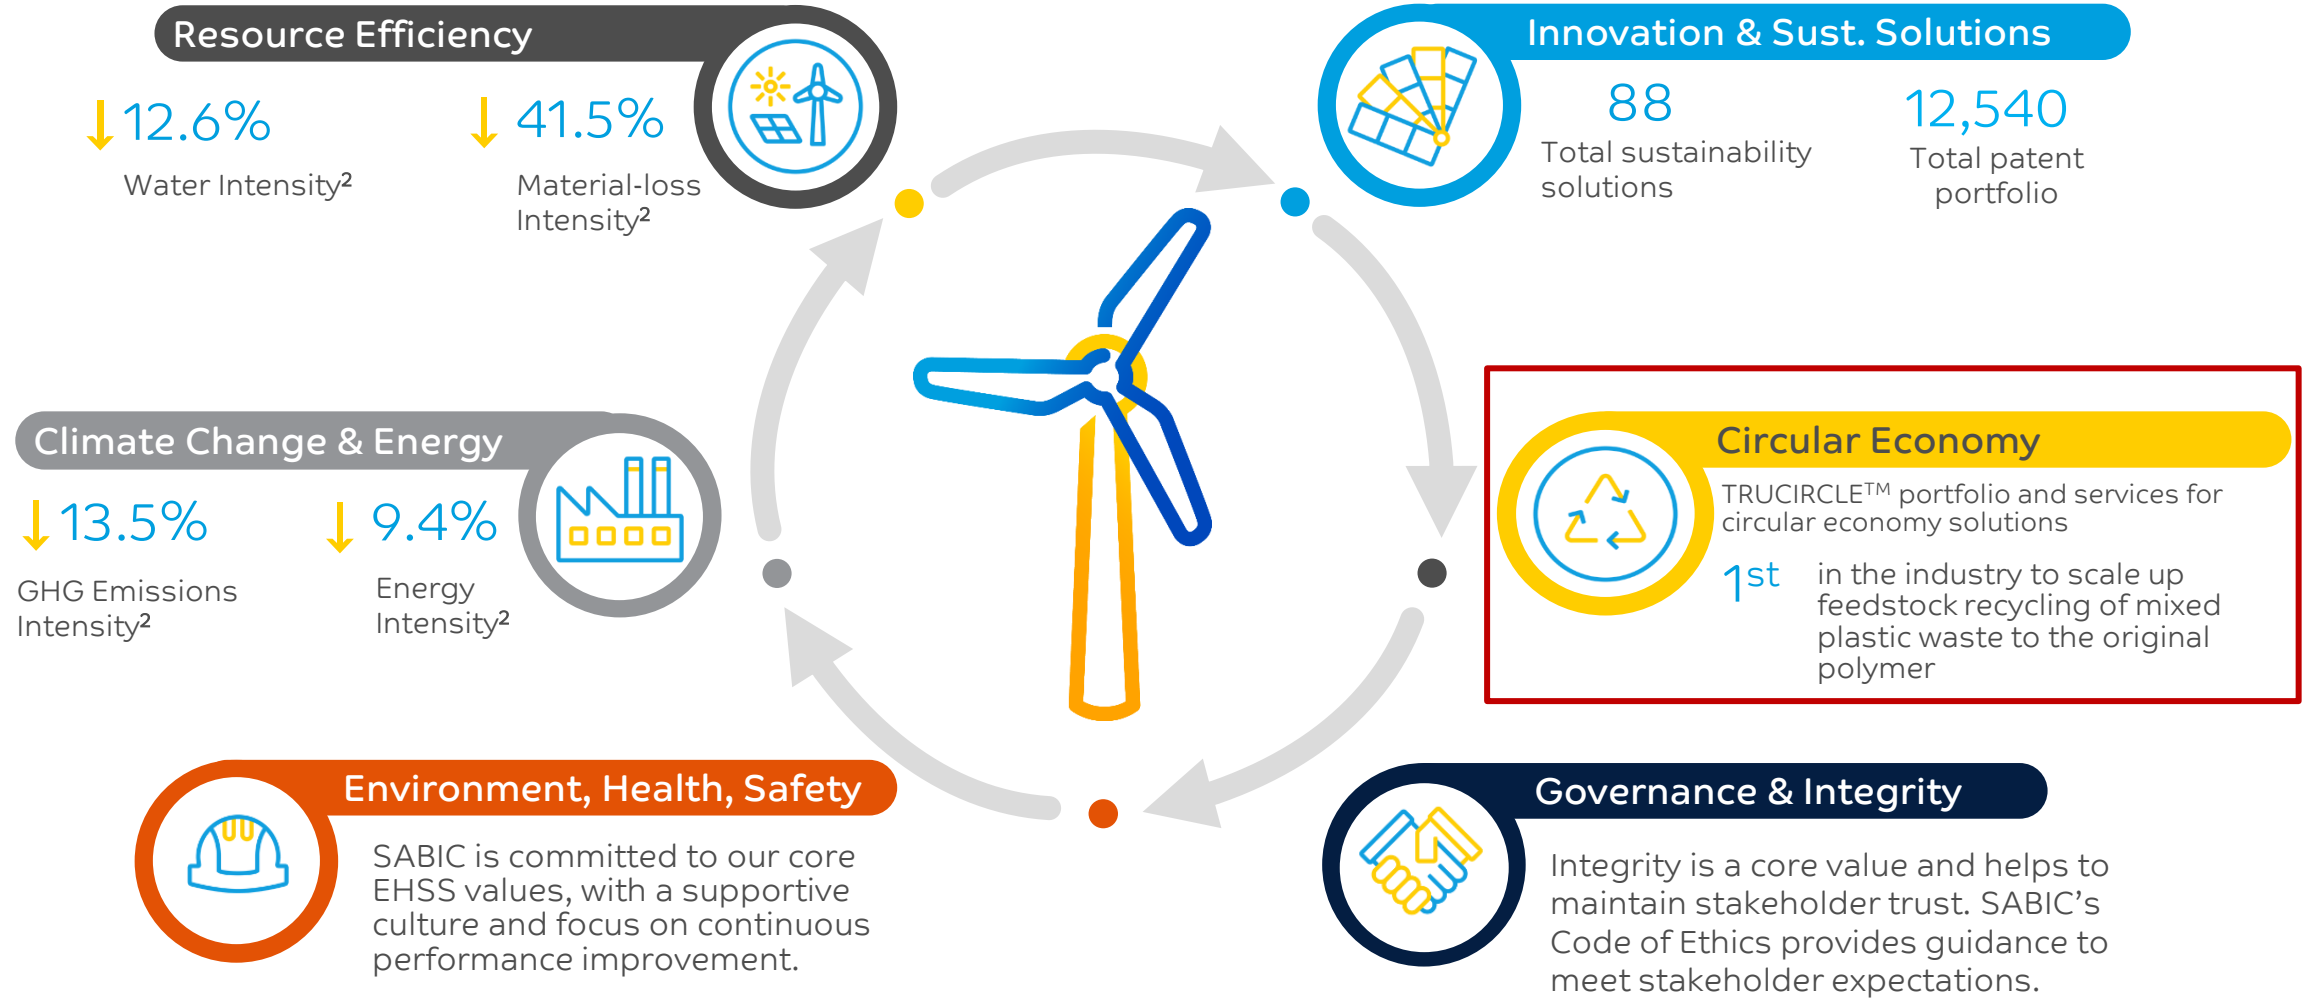 Resource Efficiency
12.6%
Water Intensity²
41.5%
Material-loss
Intensity²
Innovation & Sust. Solutions
88
Total sustainability
solutions
12,540
Total patent
portfolio
Climate Change & Energy
13.5%
GHG Emissions
Intensity²
9.4%
Energy
Intensity²
Circular Economy
TRUCIRCLE™ portfolio and services for
circular economy solutions
1st
in the industry to scale up
feedstock recycling of mixed
plastic waste to the original
polymer
Environment, Health, Safety
SABIC is committed to our core
EHSS values, with a supportive
culture and focus on continuous
performance improvement.
Governance & Integrity
Integrity is a core value and helps to
maintain stakeholder trust. SABIC’s
Code of Ethics provides guidance to
meet stakeholder expectations.